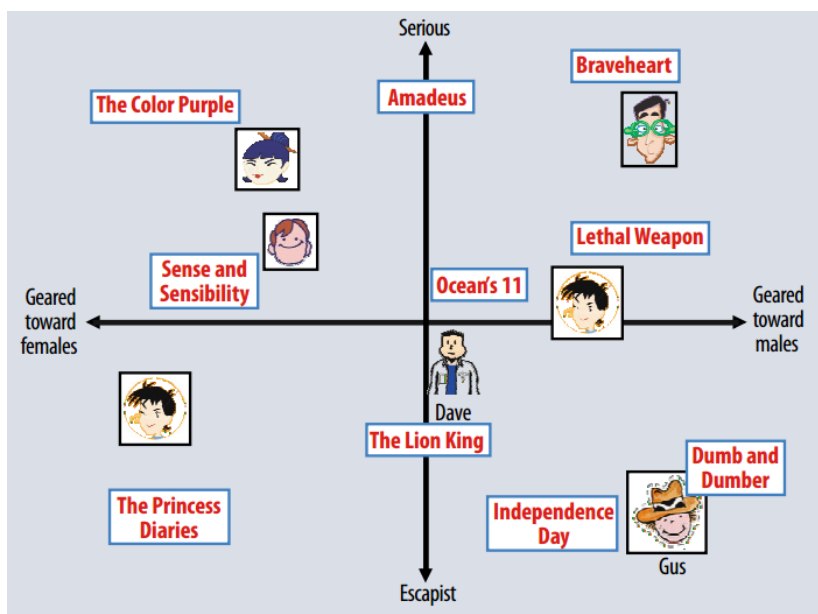 Serious
Braveheart
The Color Purple
Amadeus
Lethal Weapon
Sense and
Sensibility
Ocean's 11
Geared
toward
females
Geared
toward
males
Dave
The Lion King
Dumb and
Dumber
The Princess
Diaries
Independence
Day
Gus
Escapist